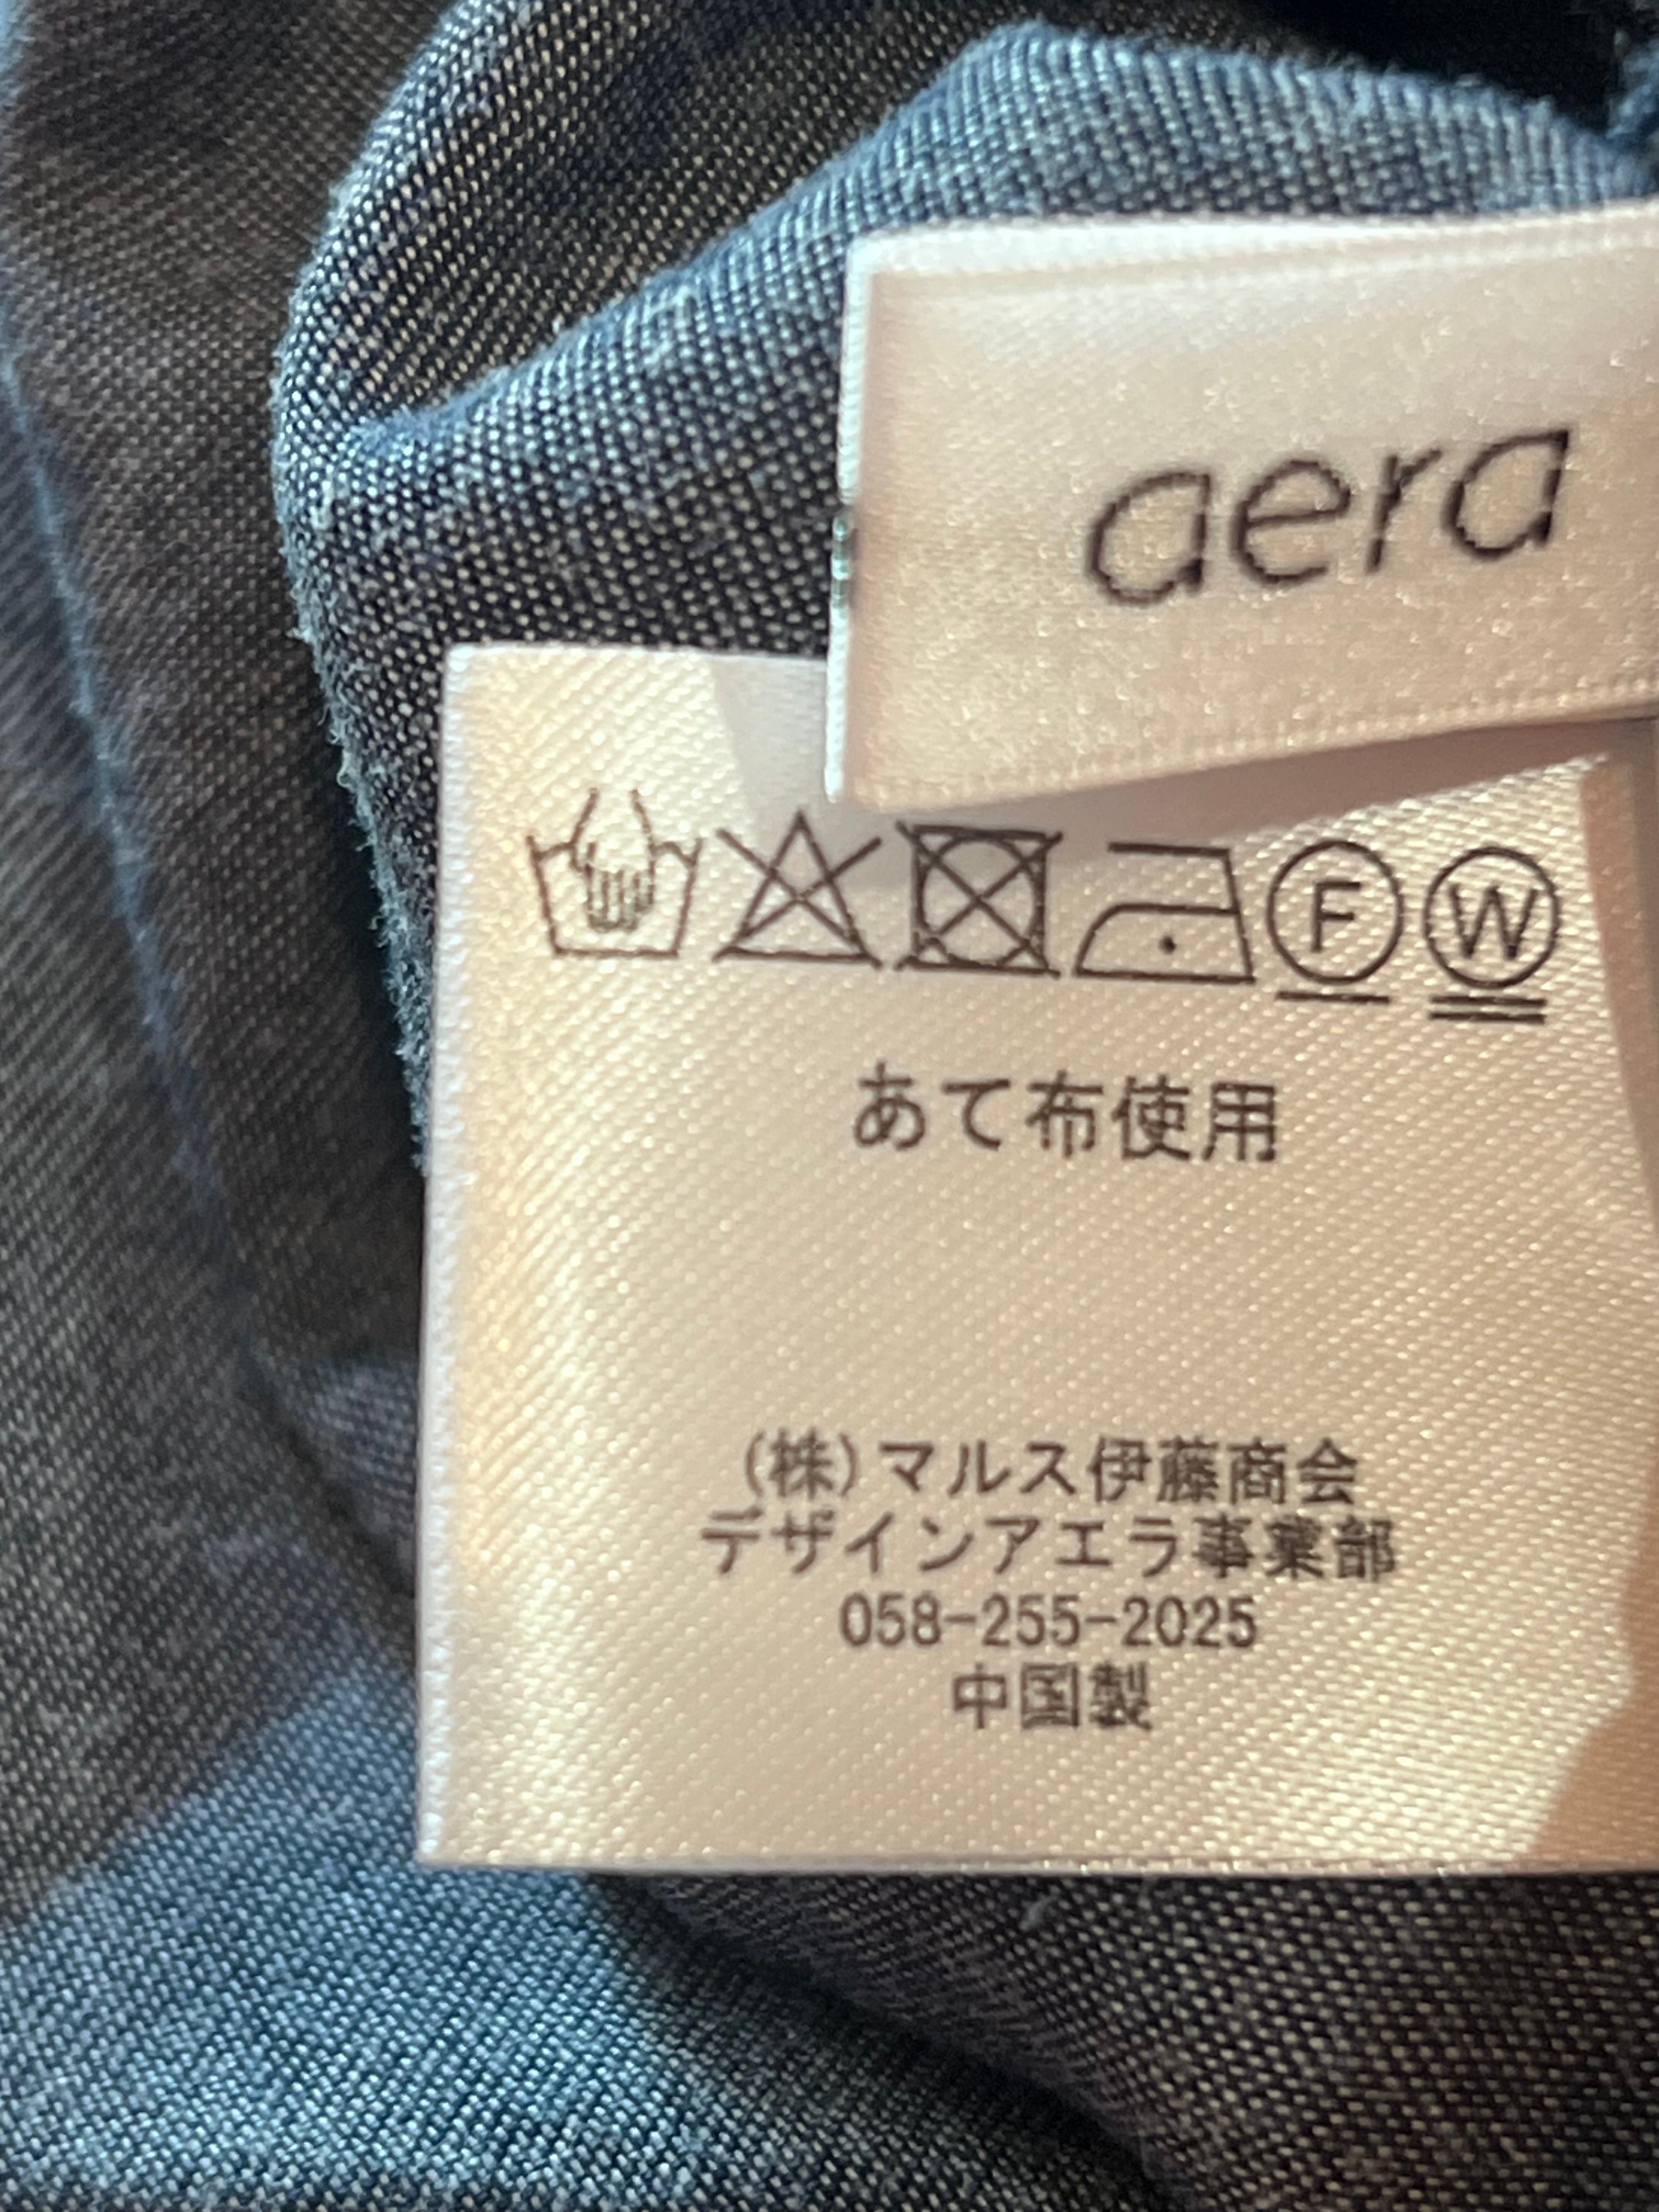 aera
F W
あて布使用
(株)マルス伊藤商会
デザインアエラ事業部
058-255-2025
中国製